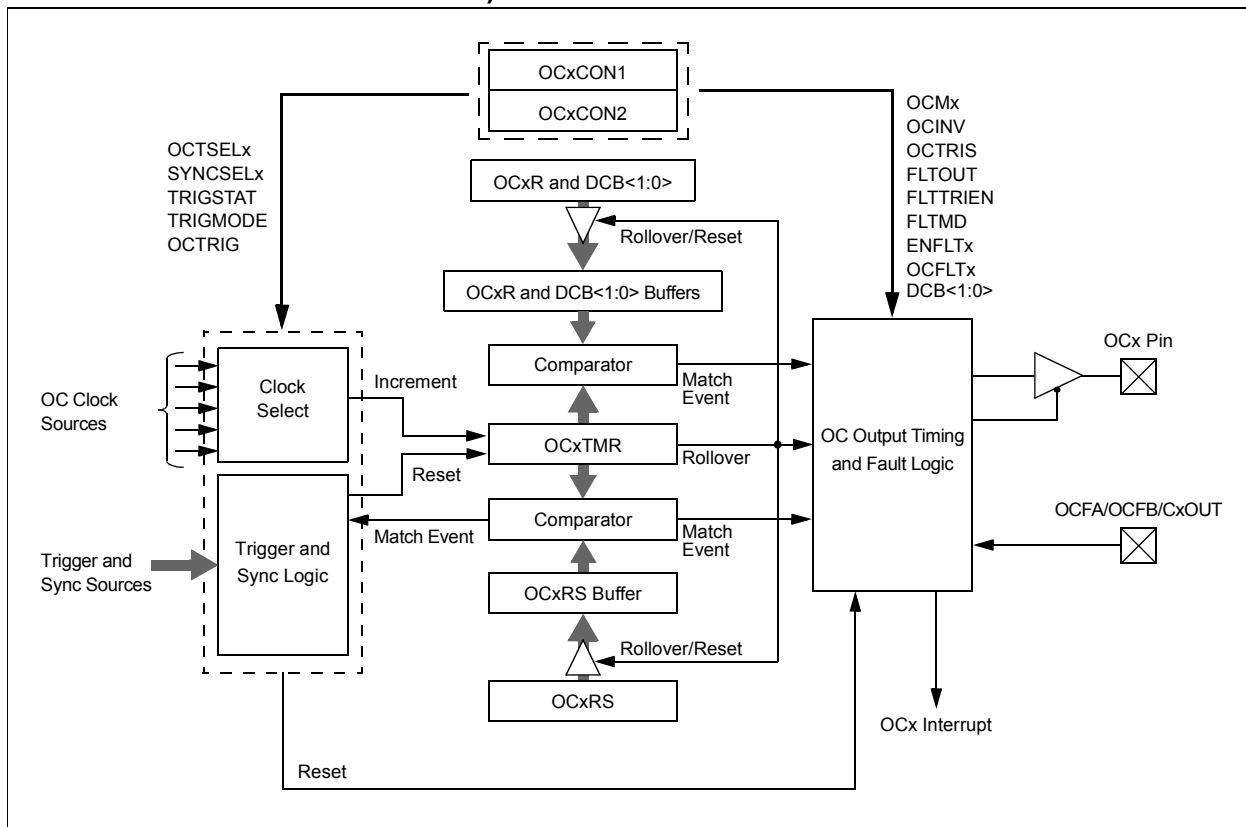 OCxCON1
OCxCON2
OCTSELx
SYNCSELx
TRIGSTAT
TRIGMODE
OCTRIG
OCMx
OCINV
OCTRIS
FLTOUT
FLTTRIEN
FLTMD
ENFLTx
OCFLTx
DCB<1:0>
OCxR and DCB<1:0>
Rollover/Reset
OCxR and DCB<1:0> Buffers
Comparator
Match
Event
OC Clock
Sources
Clock
Select
Increment
OCxTMR
Rollover
Reset
Comparator
Match Event
Match
Event
Trigger and
Sync Sources
Trigger and
Sync Logic
OCxRS Buffer
Rollover/Reset
OCxRS
Reset
OC Output Timing
and Fault Logic
OCx Pin
OCFA/OCFB/CxOUT
OCx Interrupt